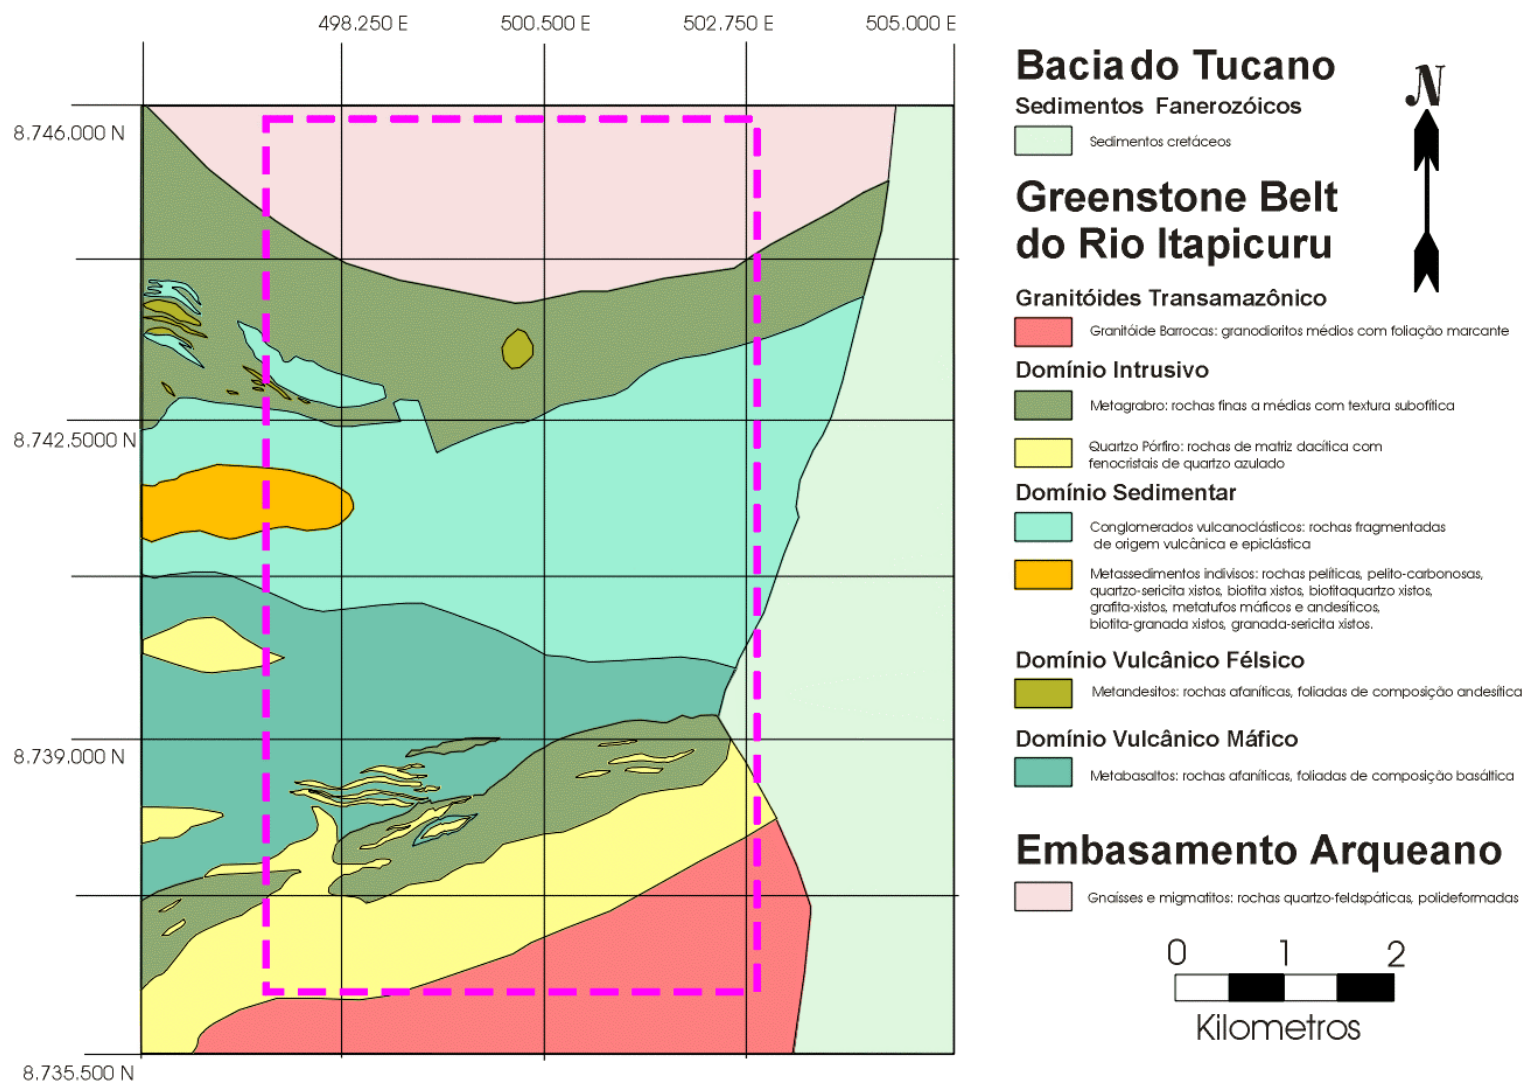 498.250 E 500.500 E 502.750 E 505.000 E
8.746.000 N
8.742.5000 N
8.739.000 N
8.735.500 N
Bacia do Tucano
Sedimentos Fanerozóicos
Sedimentos cretáceos
N
Greenstone Belt
do Rio Itapicuru
Granitóides Transamazônico
Granitóide Barrocas: granodioritos médios com foliação marcante
Domínio Intrusivo
Metagrabro: rochas finas a médias com textura subofítica
Quartzo Pórfiro: rochas de matriz dacítica com
fenocristais de quartzo azulado
Domínio Sedimentar
Conglomerados vulcanoclásticos: rochas fragmentadas
de origem vulcânica e epiclástica
Metassedimentos indivisos: rochas pelíticas, pelito-carbonosas,
quartzo-sericita xistos, biotita xistos, biotitaquartzo xistos,
grafita-xistos, metatufos máficos e andesíticos,
biotita-granada xistos, granada-sericita xistos.
Domínio Vulcânico Félsico
Metandesitos: rochas afaníticas, foliadas de composição andesítica
Domínio Vulcânico Máfico
Metabasaltos: rochas afaníticas, foliadas de composição basáltica
Embasamento Arqueano
Gnaisses e migmatitos: rochas quartzo-feldspáticas, polideformadas
0 1 2
Kilometros